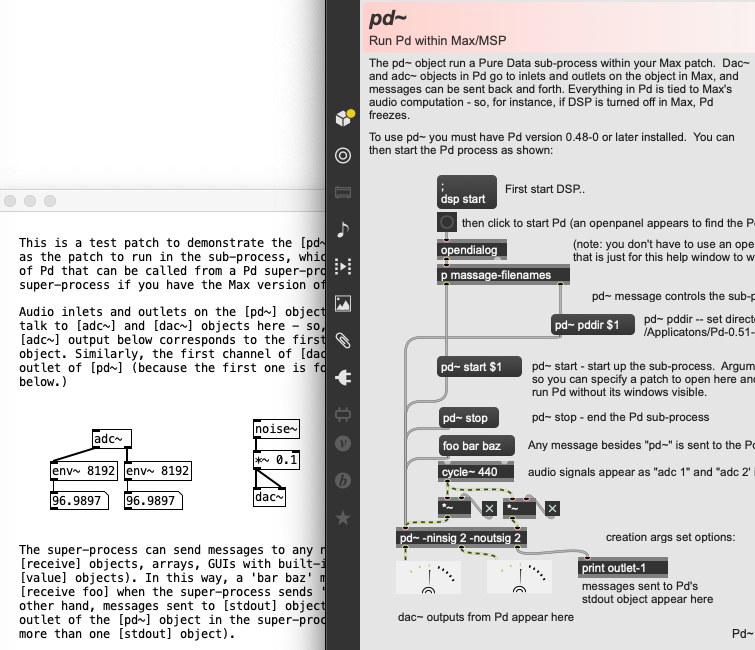 This is a test patch to demonstrate the [pd~
as the patch to run in the sub-process, whic
of Pd that can be called from a Pd super-pro
super-process if you have the Max version of
Audio inlets and outlets on the [pd~] object
talk to [adc~] and [dac~] objects here - so,
[adc~] output below corresponds to the first
object. Similarly, the first channel of [dac
outlet of [pd~] (because the first one is fo
below.)
adc~
env~ 8192
env~ 8192
96.9897
96.9897
noise~
*~ 0.1
dac~
The super-process can send messages to any n
[receive] objects, arrays, GUIs with built-i
[value] objects). In this way, a 'bar baz' m
[receive foo] when the super-process sends '
other hand, messages sent to [stdout] object
outlet of the [pd~] object in the super-proc
more than one [stdout] object).
pd~
Run Pd within Max/MSP
The pd~ object run a Pure Data sub-process within your Max patch. Dac~
and adc~ objects in Pd go to inlets and outlets on the object in Max, and
messages can be sent back and forth. Everything in Pd is tied to Max's
audio computation - so, for instance, if DSP is turned off in Max, Pd
freezes.
To use pd~ you must have Pd version 0.48-0 or later installed. You can
then start the Pd process as shown:
;
dsp start
First start DSP..
then click to start Pd (an openpanel appears to find the Pd
opendialog
(note: you don't have to use an ope
that is just for this help window to w
p massage-filenames
pd~ message controls the sub-p
pd~ pddir $1
pd~ pddir -- set direct
/Applicatons/Pd-0.51-
pd~ start $1
pd~ start - start up the sub-process. Argum
so you can specify a patch to open here and
run Pd without its windows visible.
pd~ stop
pd~ stop - end the Pd sub-process
foo bar baz
Any message besides "pd~" is sent to the Pd
cycle~ 440
audio signals appear as "adc 1" and "adc 2'
*~
*~
pd~ -ninsig 2 -noutsig 2
creation args set options:
print outlet-1
messages sent to Pd's
stdout object appear here
dac~ outputs from Pd appear here
Pd~